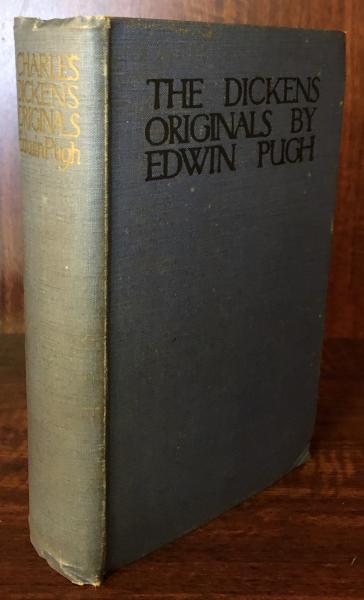 CHARLES
DICKENS
ORIGINALS
Edwin Pugh
THE DICKENS
ORIGINALS BY
EDWIN PUGH